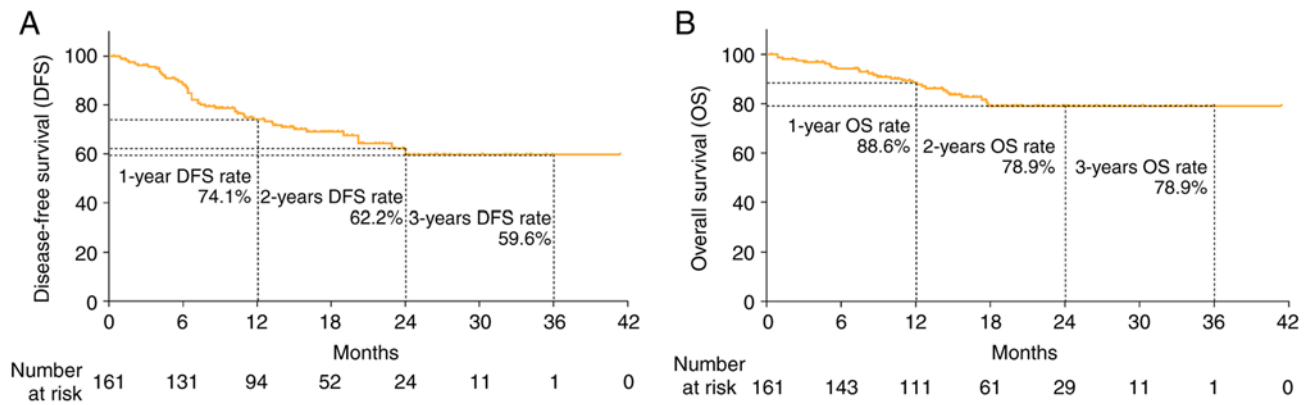 A
Disease-free survival (DFS)
100
80
60
40
20
0
1-year DFS rate
74.1%
2-years DFS rate
62.2%
3-years DFS rate
59.6%
0 6 12 24 30 36 42
Months
Number
at risk
161 131 94 52 24 11 1 0
B
Overall survival (OS)
100
80
60
40
20
0
1-year OS rate
88.6%
2-years OS rate
78.9%
3-years OS rate
78.9%
0 6 12 18 24 30 36 42
Months
Number
at risk
161 143 111 61 29 11 1 0